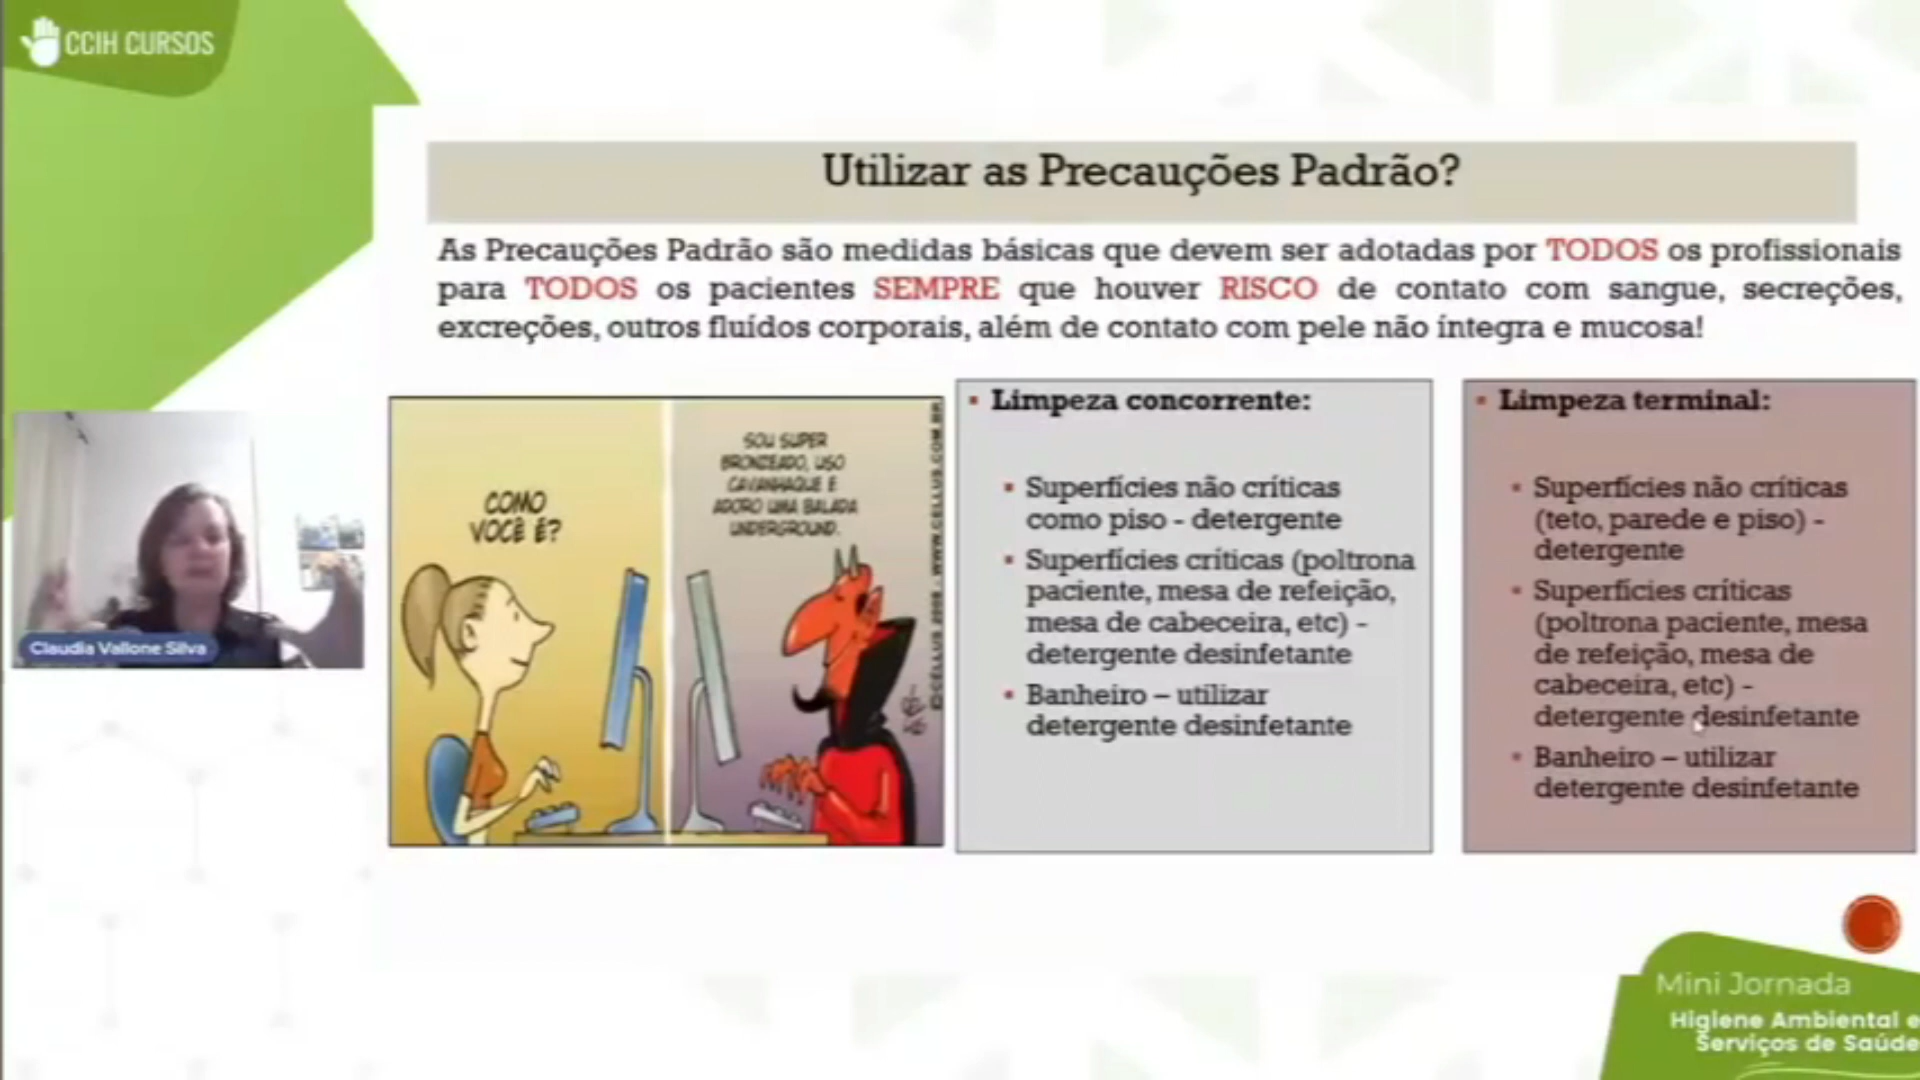 CCIH CURSOS
Utilizar as Precauções Padrão?
As Precauções Padrão são medidas básicas que devem ser adotadas por TODOS os profissionais
para TODOS os pacientes SEMPRE que houver RISCO de contato com sangue, secreções,
excreções, outros fluídos corporais, além de contato com pele não íntegra e mucosa!
COMO
VOCÊ É?
SOU SUPER
BRONZEADO, USO
CAVANHAQUE E
ADORO UMA BALADA
UNDERGROUND.
©CELLUS 2008 - WWW.CELLUS.COM.BR
Limpeza concorrente:
Superfícies não críticas
como piso - detergente
Superfícies críticas (poltrona
paciente, mesa de refeição,
mesa de cabeceira, etc) -
detergente desinfetante
Banheiro – utilizar
detergente desinfetante
Limpeza terminal:
Superfícies não críticas
(teto, parede e piso) -
detergente
Superfícies críticas
(poltrona paciente, mesa
de refeição, mesa de
cabeceira, etc) -
detergente desinfetante
Banheiro – utilizar
detergente desinfetante
Claudia Vallone Silva
Mini Jornada
Higiene Ambiental e
Serviços de Saúde